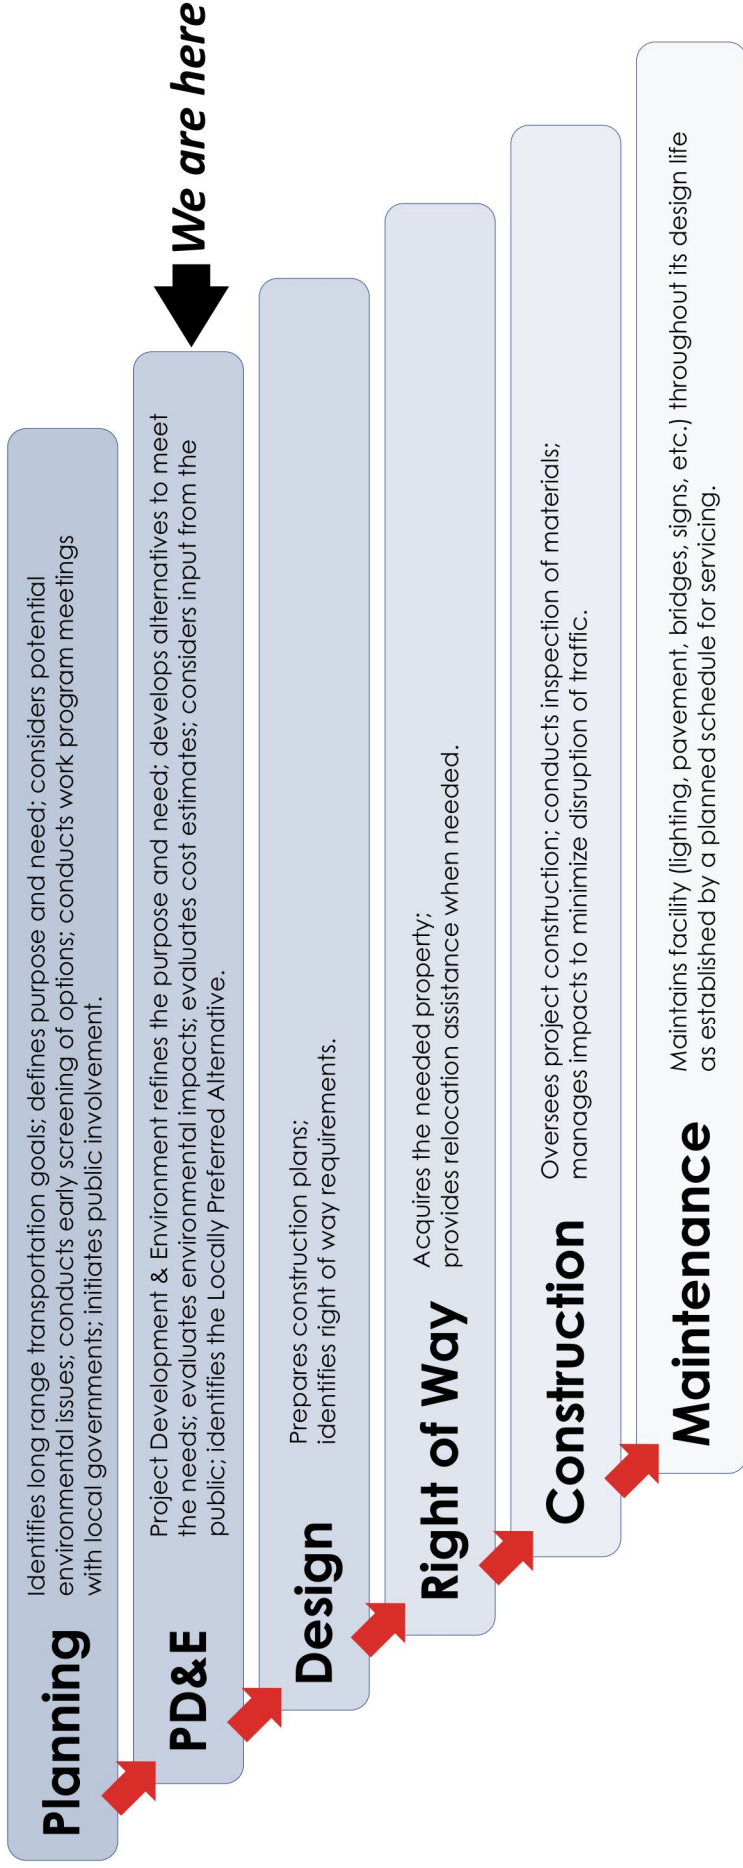 Planning
Identifies long range transportation goals; defines purpose and need; considers potential
environmental issues; conducts early screening of options; conducts work program meetings
with local governments; initiates public involvement.
PD&E
Project Development & Environment refines the purpose and need; develops alternatives to meet
the needs; evaluates environmental impacts; evaluates cost estimates; considers input from the
public; identifies the Locally Preferred Alternative.
We are here
Design
Prepares construction plans;
identifies right of way requirements.
Right of Way
Acquires the needed property;
provides relocation assistance when needed.
Construction
Oversees project construction; conducts inspection of materials;
manages impacts to minimize disruption of traffic.
Maintenance
Maintains facility (lighting, pavement, bridges, signs, etc.) throughout its design life
as established by a planned schedule for servicing.